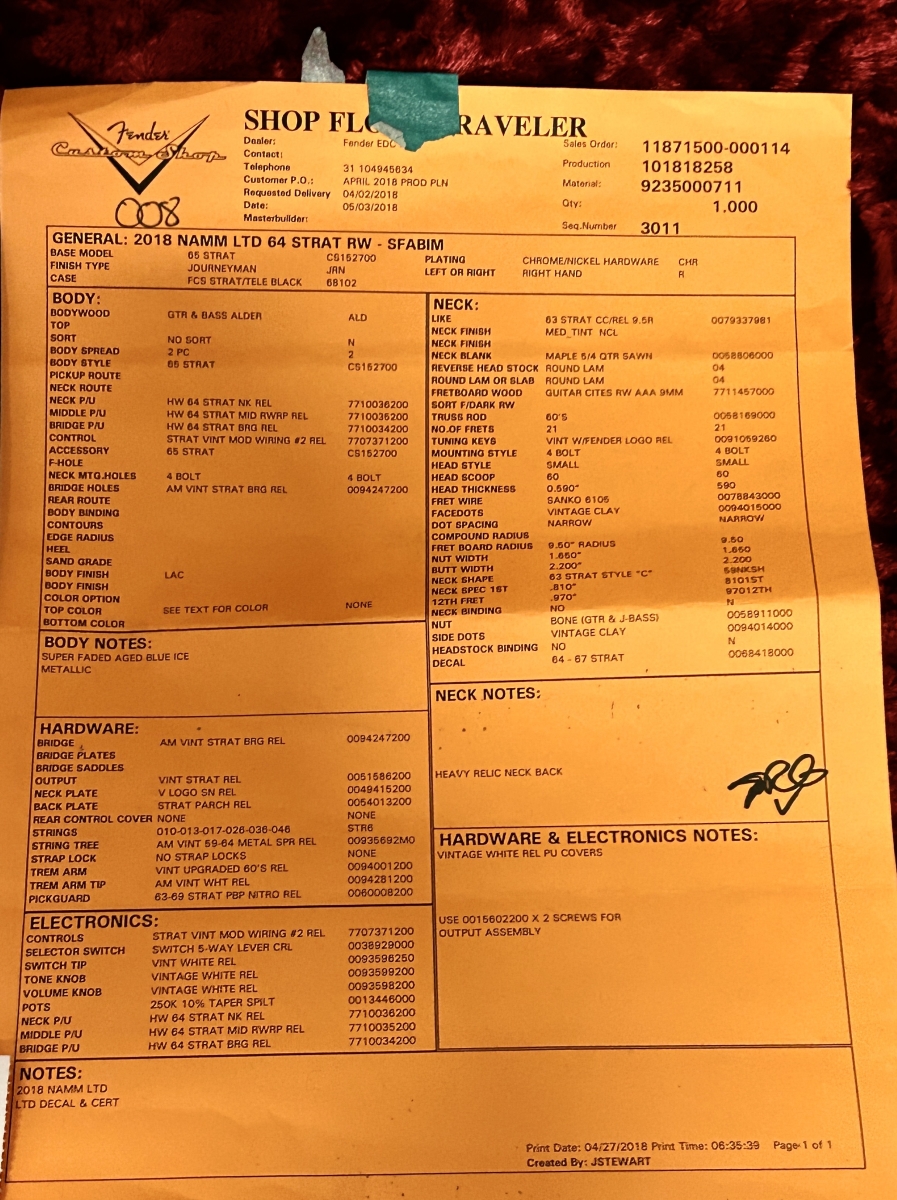 Fender
Custom Shop
008
SHOP FLO RAVELER
Dealer: Fender EDC
Contact:
Telephone 31 104945634
Customer P.O.: APRIL 2018 PROD PLN
Requested Delivery 04/02/2018
Date: 05/03/2018
Masterbuilder:
Sales Order: 11871500-000114
Production 101818258
Material: 9235000711
Qty: 1.000
Seq.Number 3011
GENERAL: 2018 NAMM LTD 64 STRAT RW - SFABIM
BASE MODEL 65 STRAT CS152700 PLATING CHROME/NICKEL HARDWARE CHR
FINISH TYPE JOURNEYMAN JRN LEFT OR RIGHT RIGHT HAND R
CASE FCS STRAT/TELE BLACK 68102
BODY:
BODYWOOD GTR & BASS ALDER ALD
TOP
SORT NO SORT N
BODY SPREAD 2 PC 2
BODY STYLE 65 STRAT CS152700
PICKUP ROUTE
NECK ROUTE
NECK P/U HW 64 STRAT NK REL 7710036200
MIDDLE P/U HW 64 STRAT MID RWRP REL 7710035200
BRIDGE P/U HW 64 STRAT BRG REL 7710034200
CONTROL STRAT VINT MOD WIRING #2 REL 7707371200
ACCESSORY 65 STRAT CS152700
F-HOLE
NECK MTG.HOLES 4 BOLT 4 BOLT
BRIDGE HOLES AM VINT STRAT BRG REL 0094247200
REAR ROUTE
BODY BINDING
CONTOURS
EDGE RADIUS
HEEL
SAND GRADE
BODY FINISH LAC
BODY FINISH
COLOR OPTION
TOP COLOR SEE TEXT FOR COLOR NONE
BOTTOM COLOR
BODY NOTES:
SUPER FADED AGED BLUE ICE
METALLIC
HARDWARE:
BRIDGE AM VINT STRAT BRG REL 0094247200
BRIDGE PLATES
BRIDGE SADDLES
OUTPUT VINT STRAT REL 0051586200
NECK PLATE V LOGO SN REL 0049415200
BACK PLATE STRAT PARCH REL 0054013200
REAR CONTROL COVER NONE NONE
STRINGS 010-013-017-026-036-046 STR6
STRING TREE AM VINT 59-64 METAL SPR REL 00935692M0
STRAP LOCK NO STRAP LOCKS NONE
TREM ARM VINT UPGRADED 60'S REL 0094001200
TREM ARM TIP AM VINT WHT REL 0094281200
PICKGUARD 63-69 STRAT PBP NITRO REL 0060008200
ELECTRONICS:
CONTROLS STRAT VINT MOD WIRING #2 REL 7707371200
SELECTOR SWITCH SWITCH 5-WAY LEVER CRL 0038929000
SWITCH TIP VINT WHITE REL 0093596250
TONE KNOB VINTAGE WHITE REL 0093599200
VOLUME KNOB VINTAGE WHITE REL 0093598200
POTS 250K 10% TAPER SPILT 0013446000
NECK P/U HW 64 STRAT NK REL 7710036200
MIDDLE P/U HW 64 STRAT MID RWRP REL 7710035200
BRIDGE P/U HW 64 STRAT BRG REL 7710034200
NECK:
LIKE 63 STRAT CC/REL 9.5R 0079337981
NECK FINISH MED_TINT NCL
NECK FINISH
NECK BLANK MAPLE 5/4 QTR SAWN 0058606000
REVERSE HEAD STOCK ROUND LAM 04
ROUND LAM OR SLAB ROUND LAM 04
FRETBOARD WOOD GUITAR CITES RW AAA 9MM 7711457000
SORT F/DARK RW
TRUSS ROD 60'S 0058169000
NO.OF FRETS 21 21
TUNING KEYS VINT W/FENDER LOGO REL 0091059260
MOUNTING STYLE 4 BOLT 4 BOLT
HEAD STYLE SMALL SMALL
HEAD SCOOP 60 60
HEAD THICKNESS 0.590" 590
FRET WIRE SANKO 6105 0078843000
FACEDOTS VINTAGE CLAY 0094015000
DOT SPACING NARROW NARROW
COMPOUND RADIUS
FRET BOARD RADIUS 9.50" RADIUS 9.50
NUT WIDTH 1.650" 1.650
BUTT WIDTH 2.200" 2.200
NECK SHAPE 63 STRAT STYLE "C" 59NKSH
NECK SPEC 1ST .810" 8101ST
12TH FRET .970" 97012TH
NECK BINDING NO N
NUT BONE (GTR & J-BASS) 0058911000
SIDE DOTS VINTAGE CLAY 0094014000
HEADSTOCK BINDING NO N
DECAL 64 - 67 STRAT 0068418000
NECK NOTES:
HEAVY RELIC NECK BACK
HARDWARE & ELECTRONICS NOTES:
VINTAGE WHITE REL PU COVERS
USE 0015602200 X 2 SCREWS FOR
OUTPUT ASSEMBLY
NOTES:
2018 NAMM LTD
LTD DECAL & CERT
Print Date: 04/27/2018 Print Time: 06:35:39 Page 1 of 1
Created By: JSTEWART